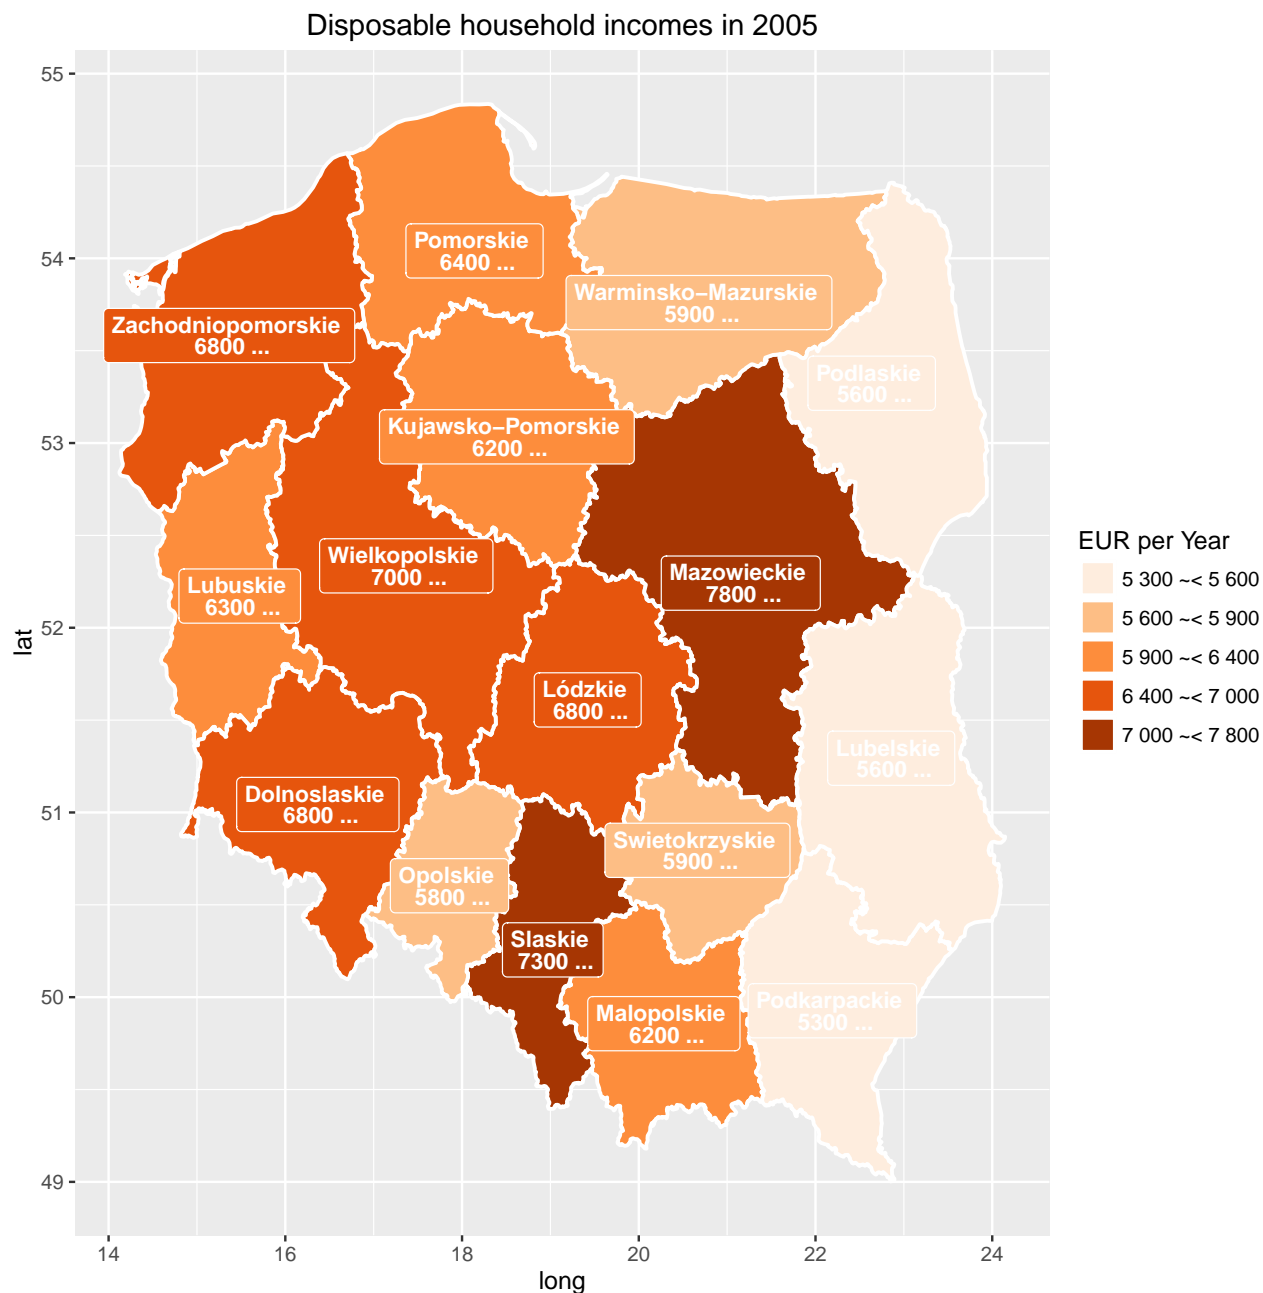 Disposable household incomes in 2005
55
54
53
52
51
50
49
lat
Pomorskie
6400 ...
Warminsko−Mazurskie
5900 ...
Zachodniopomorskie
6800 ...
Podlaskie
5600 ...
Kujawsko−Pomorskie
6200 ...
Wielkopolskie
7000 ...
Mazowieckie
7800 ...
Lubuskie
6300 ...
Lódzkie
6800 ...
Lubelskie
5600 ...
Dolnoslaskie
6800 ...
Swietokrzyskie
5900 ...
Opolskie
5800 ...
Slaskie
7300 ...
Malopolskie
6200 ...
Podkarpackie
5300 ...
14
16
18
20
22
24
long
EUR per Year
5 300 ~< 5 600
5 600 ~< 5 900
5 900 ~< 6 400
6 400 ~< 7 000
7 000 ~< 7 800